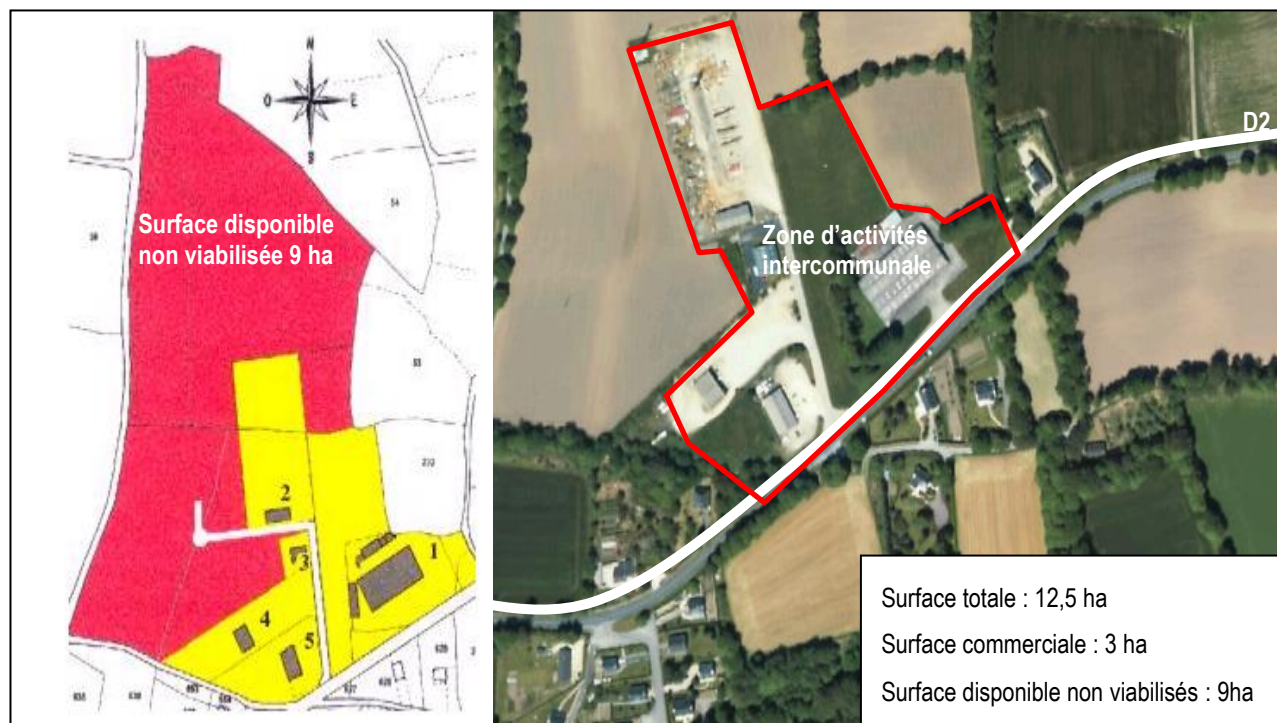 N
O E
S
Surface disponible
non viabilisée 9 ha
54
53
270
2
1
3
4
5
D2
Zone d'activités
intercommunale
Surface totale : 12,5 ha
Surface commerciale : 3 ha
Surface disponible non viabilisés : 9ha